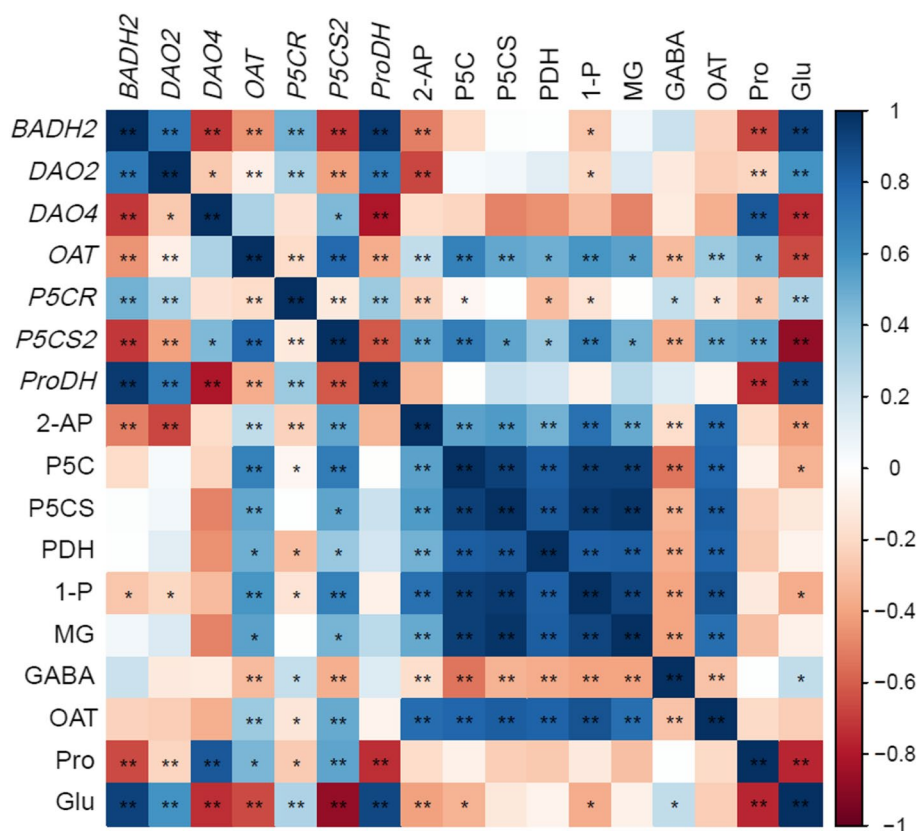 BADH2 DAO2 DAO4 OAT P5CR P5CS2 ProDH 2-AP P5C P5CS PDH 1-P MG GABA OAT Pro Glu
BADH2 ** ** ** ** ** ** ** ** * ** **
DAO2 ** ** * ** ** ** ** ** * ** **
DAO4 ** * ** * ** ** **
OAT ** ** ** ** ** ** ** ** ** * ** * ** ** * **
P5CR ** ** ** ** ** ** ** * * * * * * **
P5CS2 ** ** * ** ** ** ** ** ** * * ** * ** ** ** **
ProDH ** ** ** ** ** ** ** ** **
2-AP ** ** ** ** ** ** ** ** ** ** ** ** ** **
P5C ** * ** ** ** ** ** ** ** ** ** *
P5CS ** * ** ** ** ** ** ** ** **
PDH * * * ** ** ** ** ** ** ** **
1-P * * ** * ** ** ** ** ** ** ** ** ** *
MG * * ** ** ** ** ** ** ** **
GABA ** * ** ** ** ** ** ** ** ** ** *
OAT ** * ** ** ** ** ** ** ** ** **
Pro ** ** ** * * ** ** ** **
Glu ** ** ** ** ** ** ** ** * * * ** **
1
0.8
0.6
0.4
0.2
0
−0.2
−0.4
−0.6
−0.8
−1